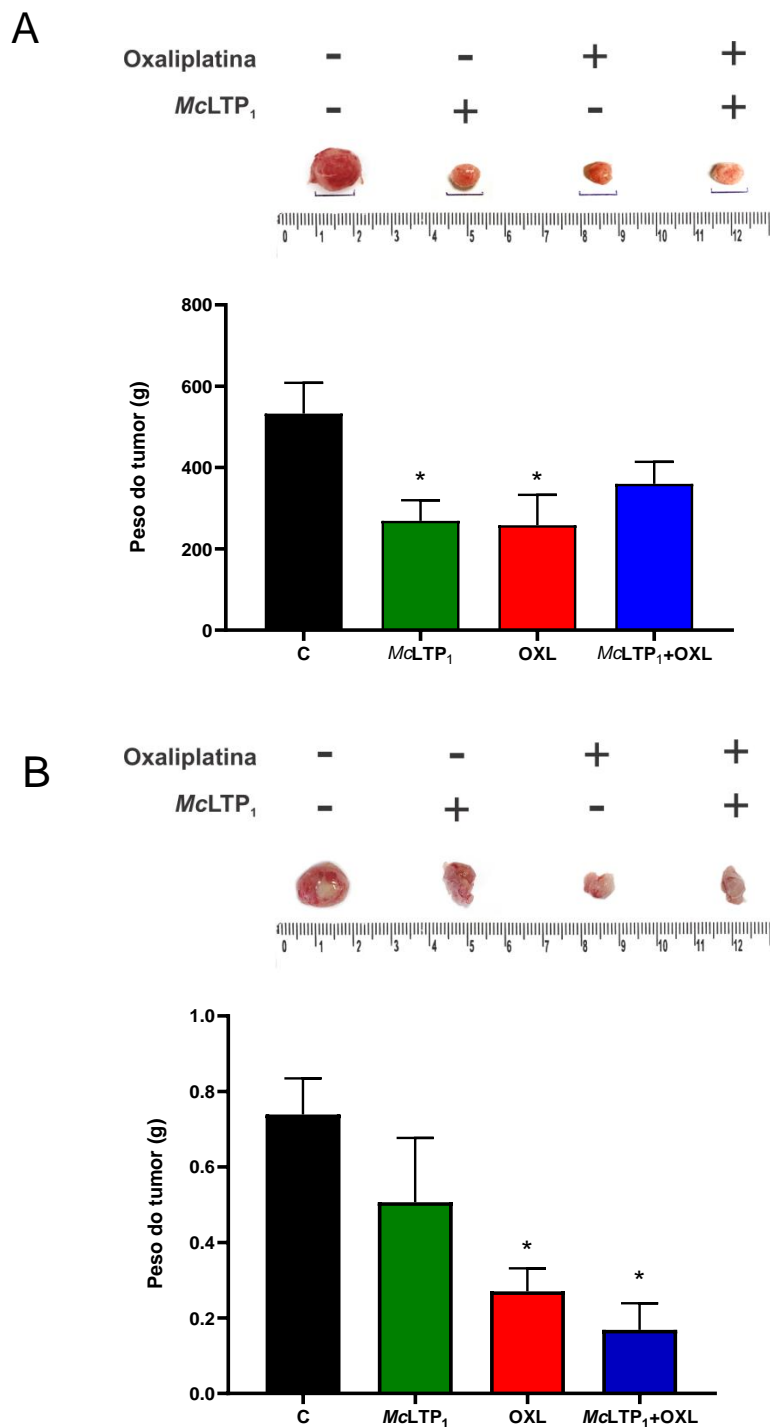 A
Oxaliplatina - - + +
McLTP₁ - + - +
0 1 2 3 4 5 6 7 8 9 10 11 12
800
600
400
200
0
Peso do tumor (g)
* *
C McLTP₁ OXL McLTP₁+OXL
B
Oxaliplatina - - + +
McLTP₁ - + - +
0 1 2 3 4 5 6 7 8 9 10 11 12
1.0
0.8
0.6
0.4
0.2
0.0
Peso do tumor (g)
* *
C McLTP₁ OXL McLTP₁+OXL